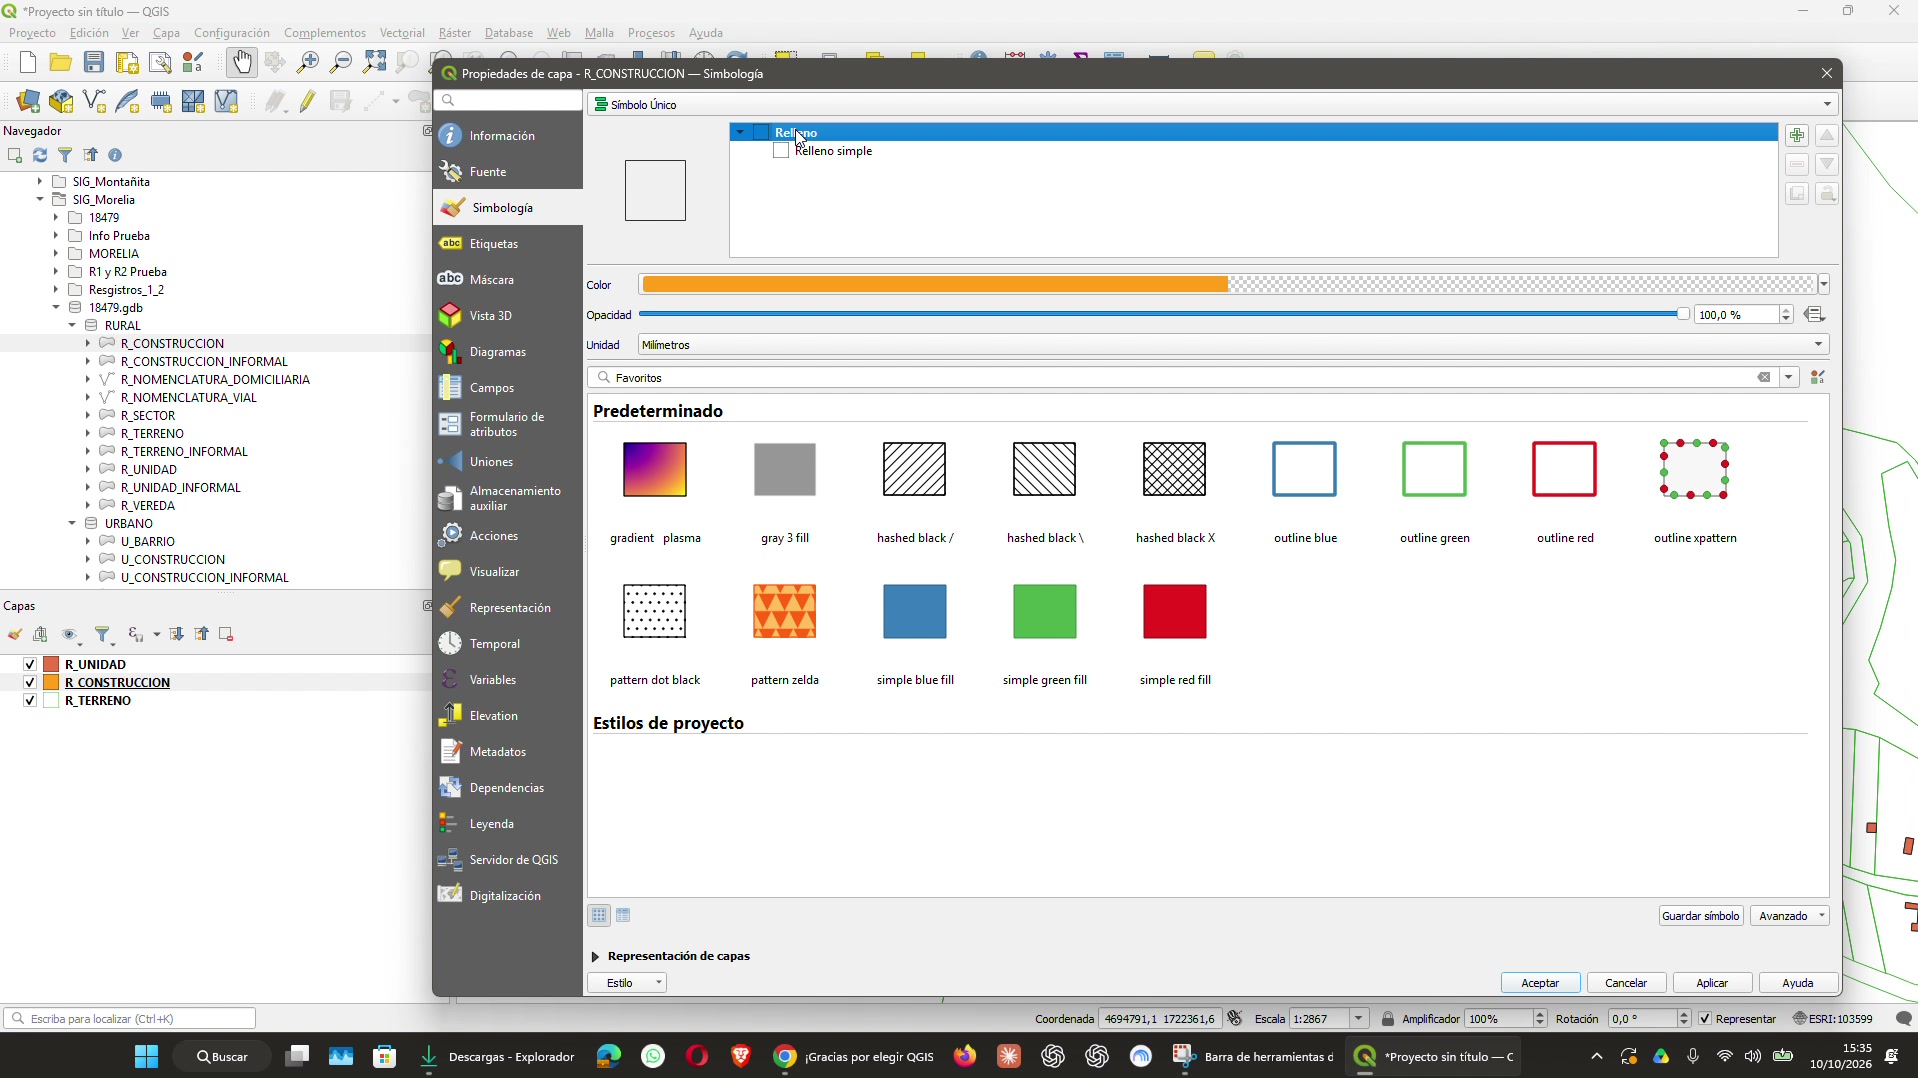 *Proyecto sin título — QGIS
Proyecto Edición Ver Capa Configuración Complementos Vectorial Ráster Database Web Malla Procesos Ayuda
Propiedades de capa - R_CONSTRUCCION — Simbología
Navegador
SIG_Montañita
SIG_Morelia
18479
Info Prueba
MORELIA
R1 y R2 Prueba
Resgistros_1_2
18479.gdb
RURAL
R_CONSTRUCCION
R_CONSTRUCCION_INFORMAL
R_NOMENCLATURA_DOMICILIARIA
R_NOMENCLATURA_VIAL
R_SECTOR
R_TERRENO
R_TERRENO_INFORMAL
R_UNIDAD
R_UNIDAD_INFORMAL
R_VEREDA
URBANO
U_BARRIO
U_CONSTRUCCION
U_CONSTRUCCION_INFORMAL
Capas
R_UNIDAD
R_CONSTRUCCION
R_TERRENO
Información
Fuente
Simbología
abc Etiquetas
abc Máscara
Vista 3D
Diagramas
Campos
Formulario de
atributos
Uniones
Almacenamiento
auxiliar
Acciones
Visualizar
Representación
Temporal
Variables
Elevation
Metadatos
Dependencias
Leyenda
Servidor de QGIS
Digitalización
Símbolo Único
Relleno
Relleno simple
Color
Opacidad 100,0 %
Unidad Milímetros
Favoritos
Predeterminado
gradient plasma gray 3 fill hashed black / hashed black \ hashed black X outline blue outline green outline red outline xpattern
pattern dot black pattern zelda simple blue fill simple green fill simple red fill
Estilos de proyecto
Guardar símbolo Avanzado
Representación de capas
Estilo Aceptar Cancelar Aplicar Ayuda
Escriba para localizar (Ctrl+K) Coordenada 4694791,1 1722361,6 Escala 1:2867 Amplificador 100% Rotación 0,0 ° Representar ESRI:103599
Buscar Descargas - Explorador ¡Gracias por elegir QGIS Barra de herramientas d *Proyecto sin título — C 15:35
10/10/2026